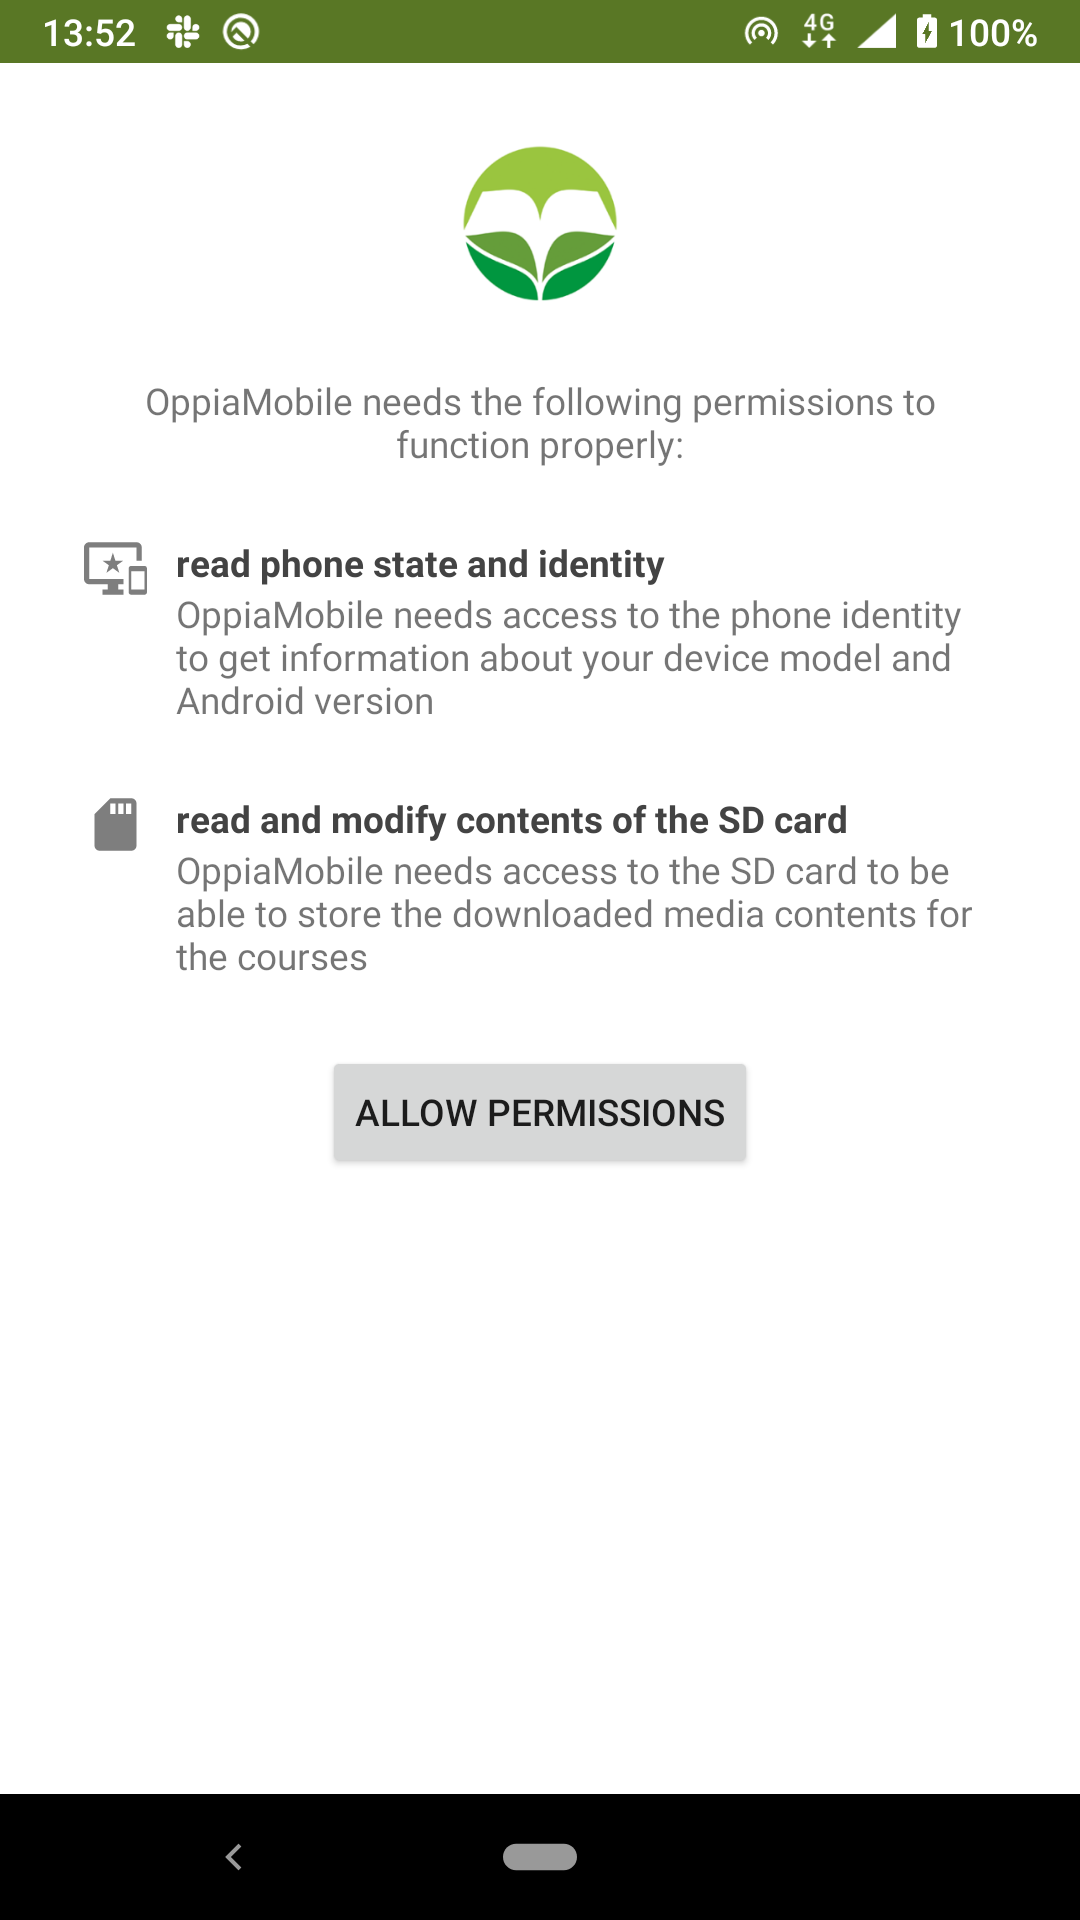 13:52
4G
100%
OppiaMobile needs the following permissions to
function properly:
read phone state and identity
OppiaMobile needs access to the phone identity
to get information about your device model and
Android version
read and modify contents of the SD card
OppiaMobile needs access to the SD card to be
able to store the downloaded media contents for
the courses
ALLOW PERMISSIONS